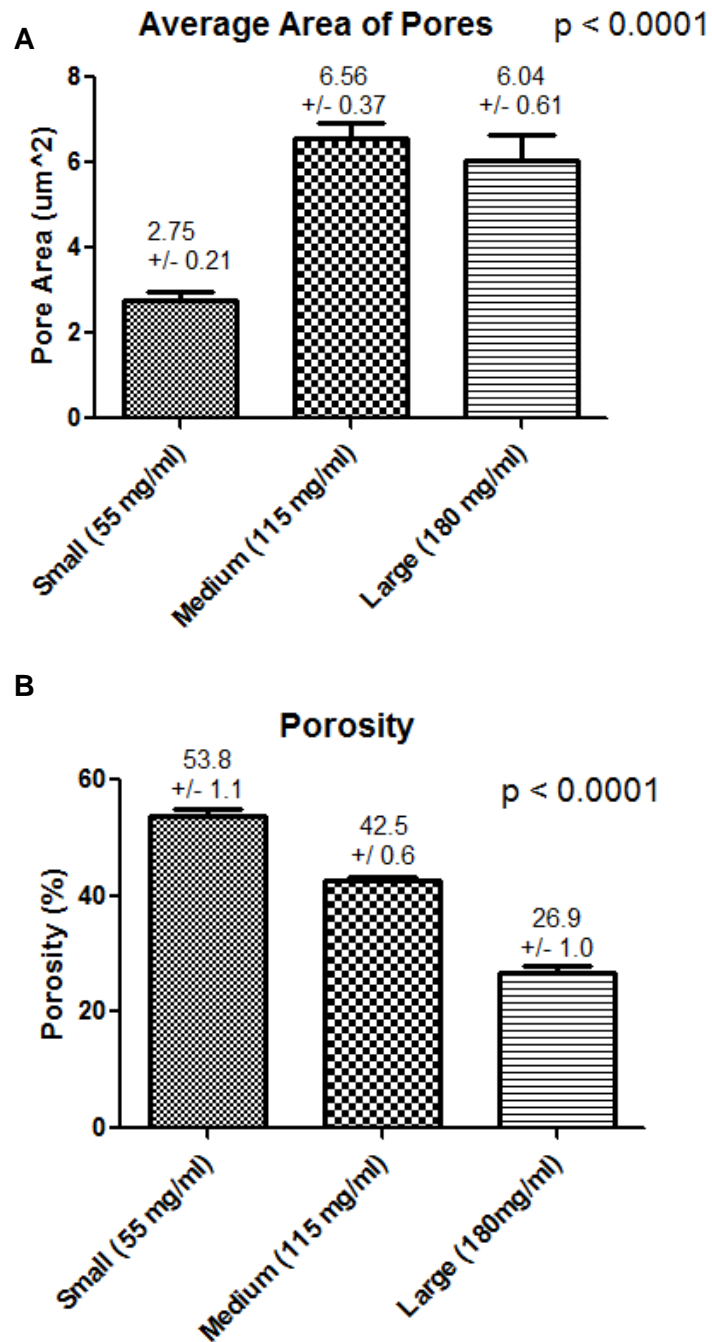 A
Average Area of Pores p < 0.0001
8
6
4
2
0
Pore Area (um^2)
2.75
+/- 0.21
6.56
+/- 0.37
6.04
+/- 0.61
Small (55 mg/ml)
Medium (115 mg/ml)
Large (180 mg/ml)
B
Porosity
p < 0.0001
60
40
20
0
Porosity (%)
53.8
+/- 1.1
42.5
+/ 0.6
26.9
+/- 1.0
Small (55 mg/ml)
Medium (115 mg/ml)
Large (180mg/ml)